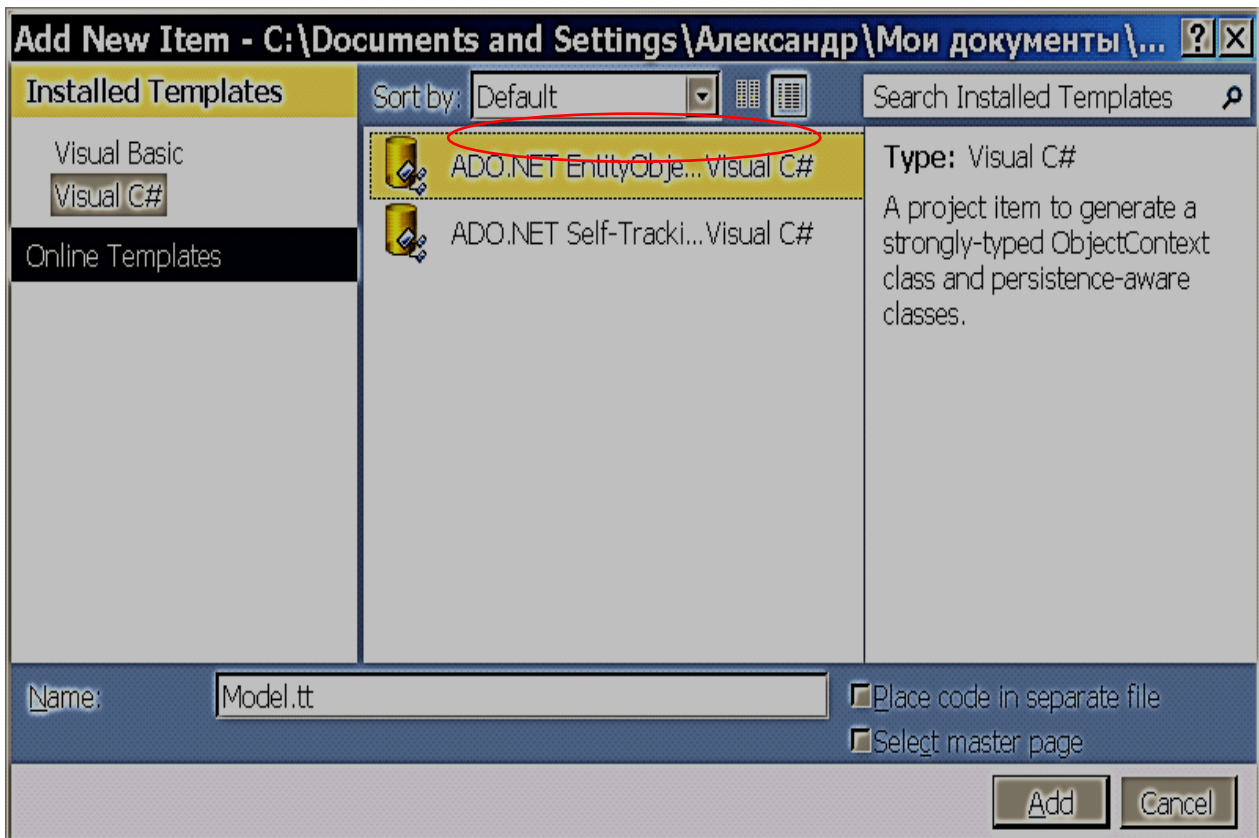 Add New Item - C:\Documents and Settings\Александр\Мои документы\...
Installed Templates
Visual Basic
Visual C#
Online Templates
Sort by: Default
ADO.NET EntityObje... Visual C#
ADO.NET Self-Tracki... Visual C#
Search Installed Templates
Type: Visual C#
A project item to generate a
strongly-typed ObjectContext
class and persistence-aware
classes.
Name: Model.tt
Place code in separate file
Select master page
Add Cancel